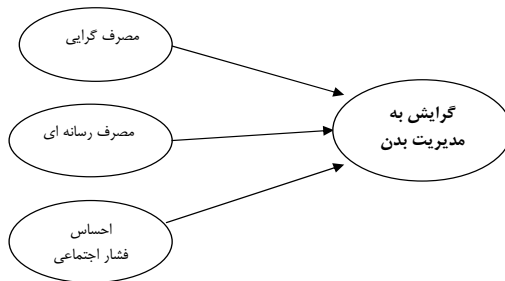 مصرف گرایی
گرایش به
مدیریت بدن
مصرف رسانه ای
احساس
فشار اجتماعی